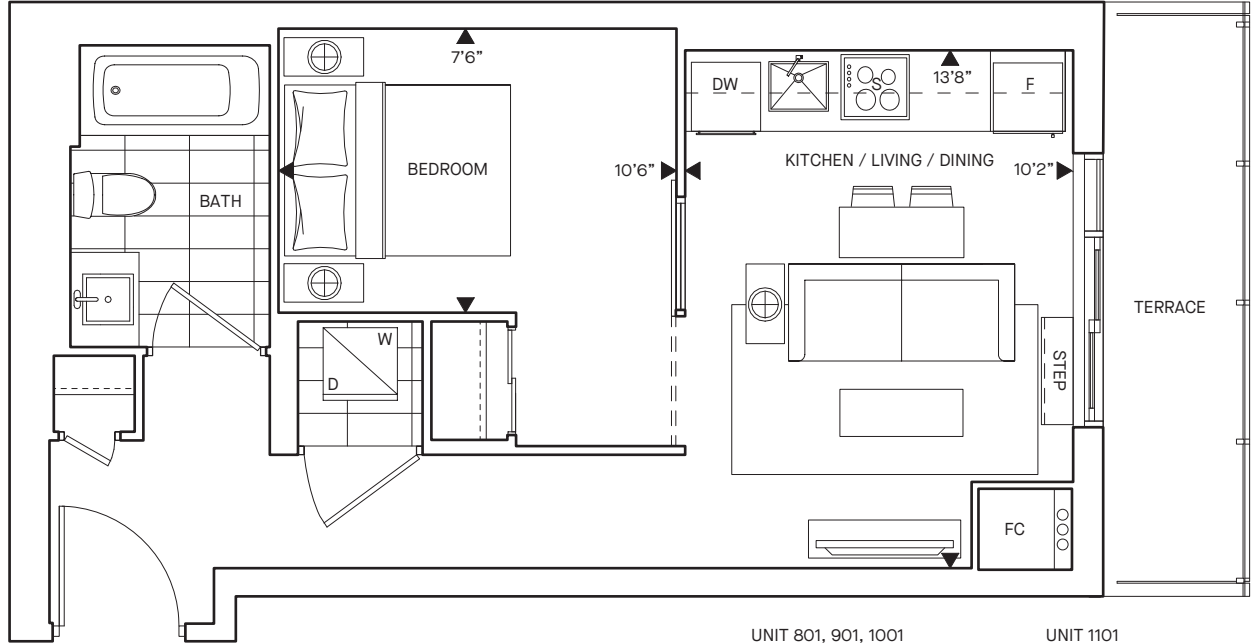 7'6"
DW
S
13'8"
F
KITCHEN / LIVING / DINING
BEDROOM
10'6"
10'2"
BATH
TERRACE
W
D
STEP
FC
UNIT 801, 901, 1001
UNIT 1101